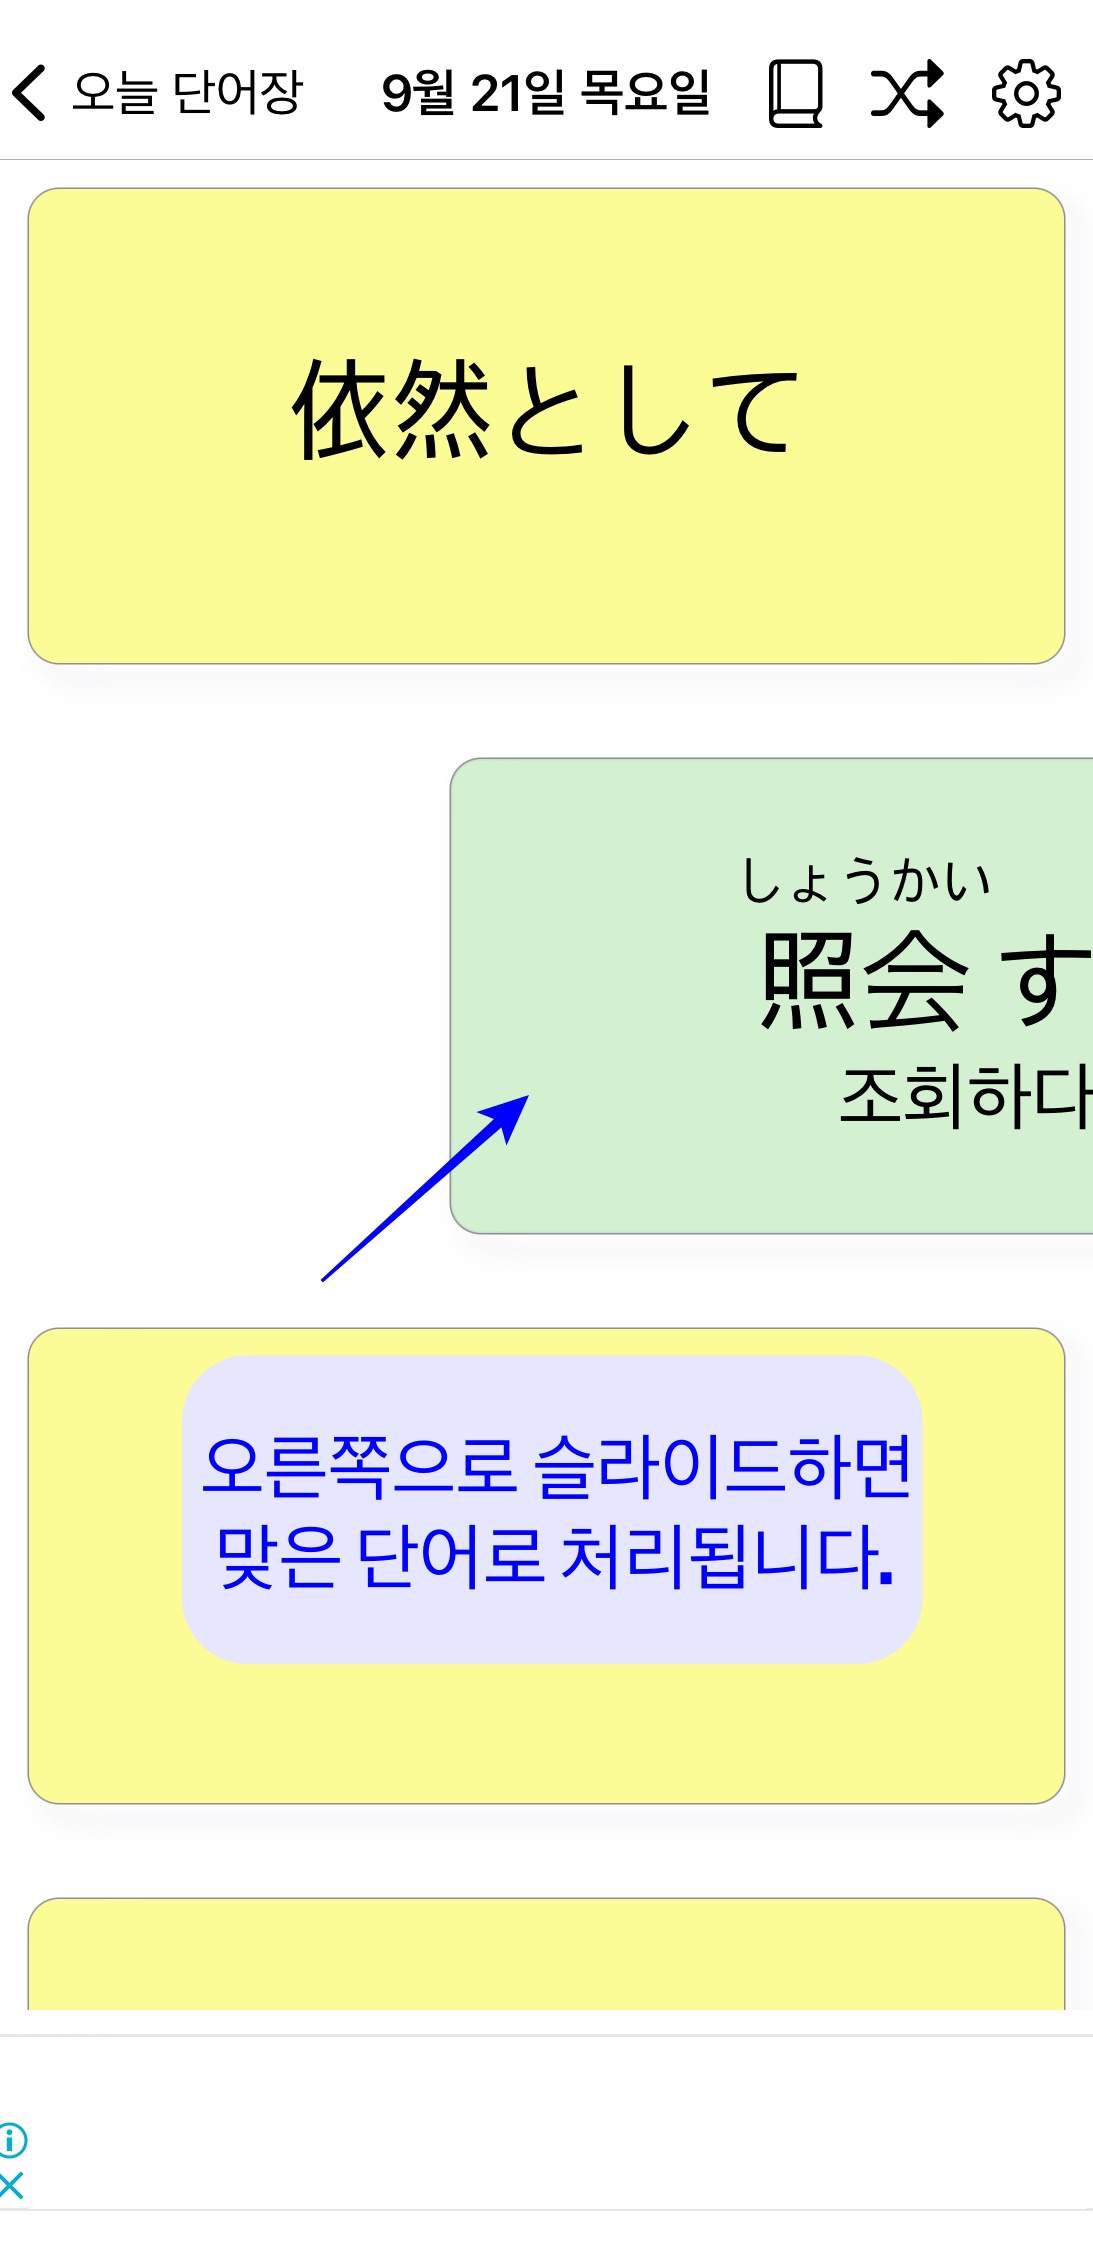 오늘 단어장
9월 21일 목요일
依然として
しょうかい
照会 す
조회하다
오른쪽으로 슬라이드하면
맞은 단어로 처리됩니다.